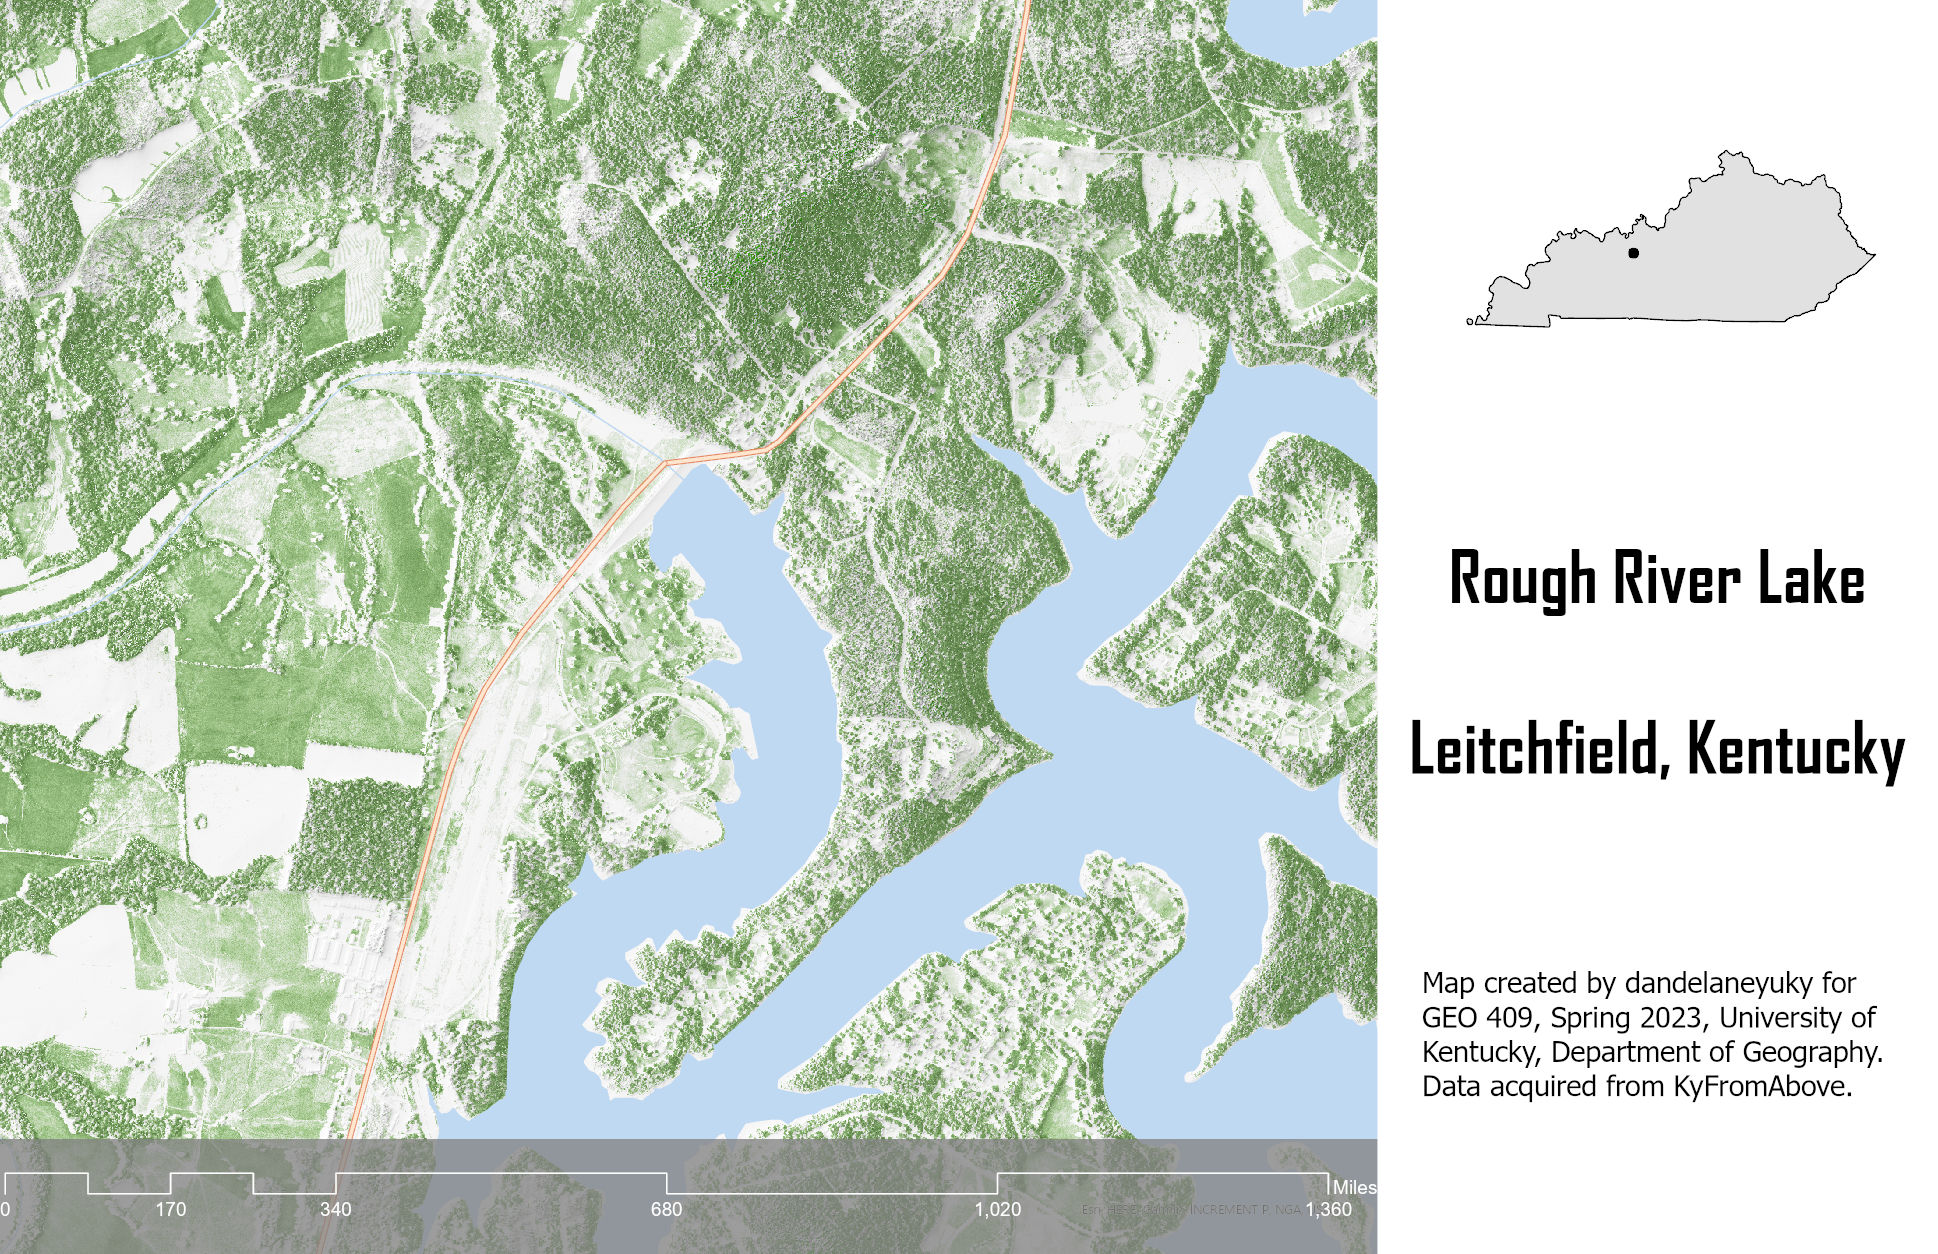 Rough River Lake
Leitchfield, Kentucky
Map created by dandelaneyuky for
GEO 409, Spring 2023, University of
Kentucky, Department of Geography.
Data acquired from KyFromAbove.
Miles
0 170 340 680 1,020 1,360
Esri, HERE, Garmin, INCREMENT P, NGA